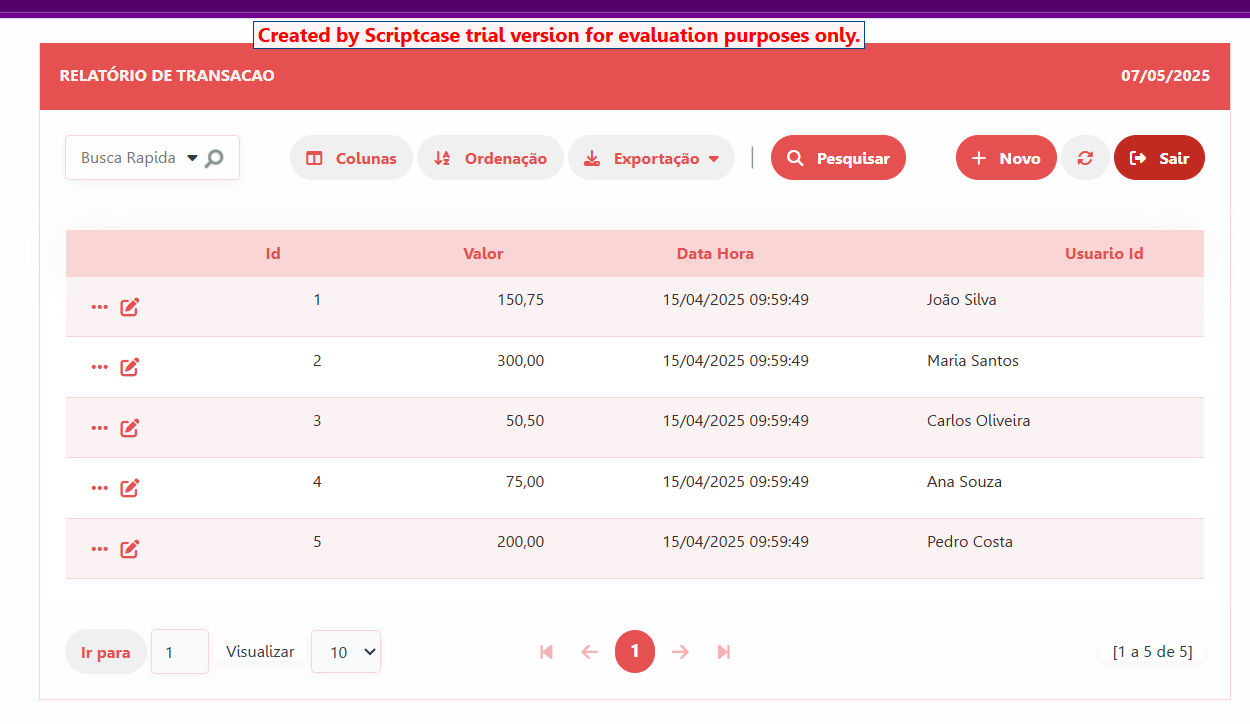 Created by Scriptcase trial version for evaluation purposes only.
RELATÓRIO DE TRANSACAO 07/05/2025
Busca Rapida Colunas Ordenação Exportação Pesquisar Novo Sair
Id Valor Data Hora Usuario Id
1 150,75 15/04/2025 09:59:49 João Silva
2 300,00 15/04/2025 09:59:49 Maria Santos
3 50,50 15/04/2025 09:59:49 Carlos Oliveira
4 75,00 15/04/2025 09:59:49 Ana Souza
5 200,00 15/04/2025 09:59:49 Pedro Costa
Ir para 1 Visualizar 10 1 [1 a 5 de 5]